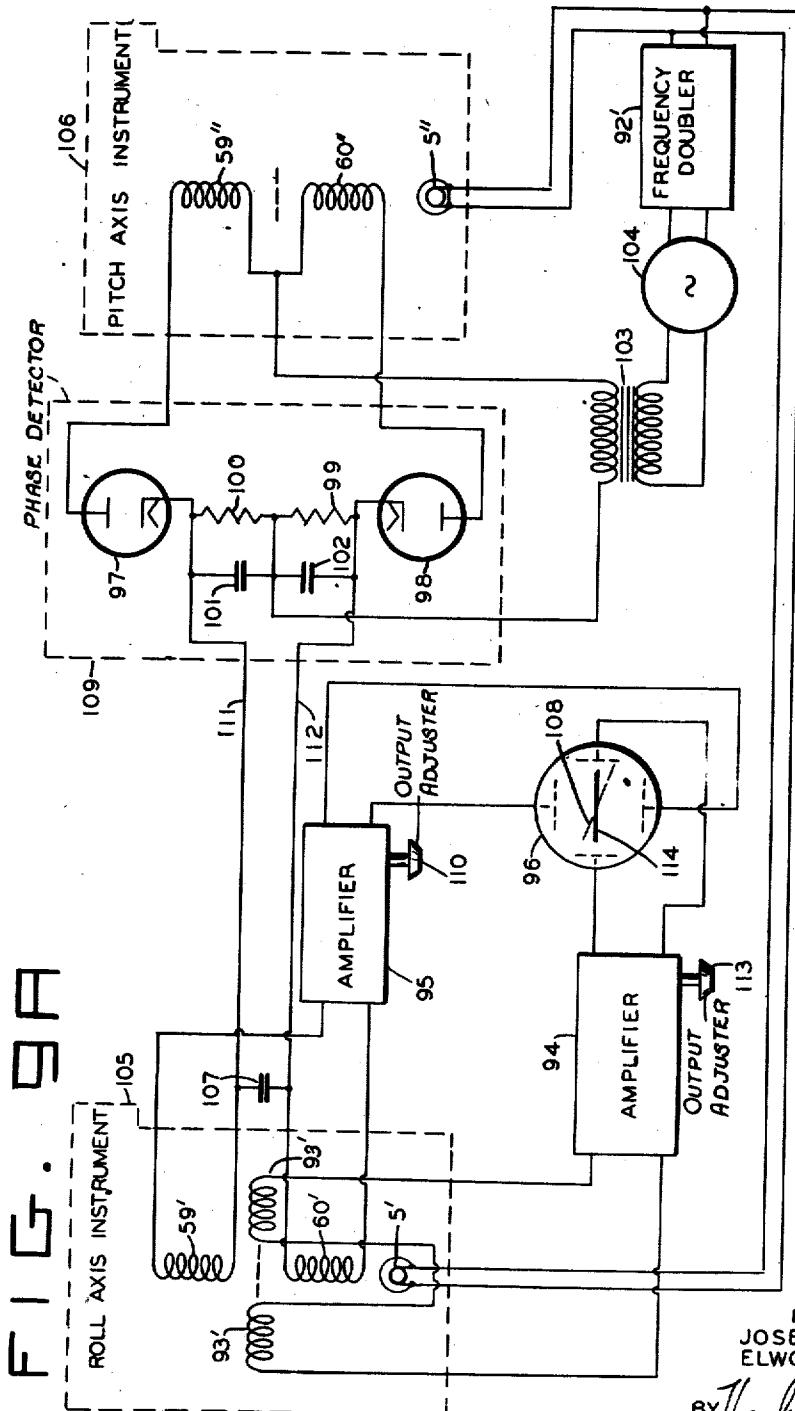 FIG. 9A
ROLL AXIS INSTRUMENT
105
59'
93'
93'
60'
5'
107
111
112
109
PHASE DETECTOR
97
101
100
102
99
98
PITCH AXIS INSTRUMENT
106
59"
60"
5"
AMPLIFIER
95
OUTPUT
ADJUSTER
110
96
108
114
94
AMPLIFIER
OUTPUT
ADJUSTER
113
103
104
~
92'
FREQUENCY
DOUBLER
JOSE
ELWO
BY